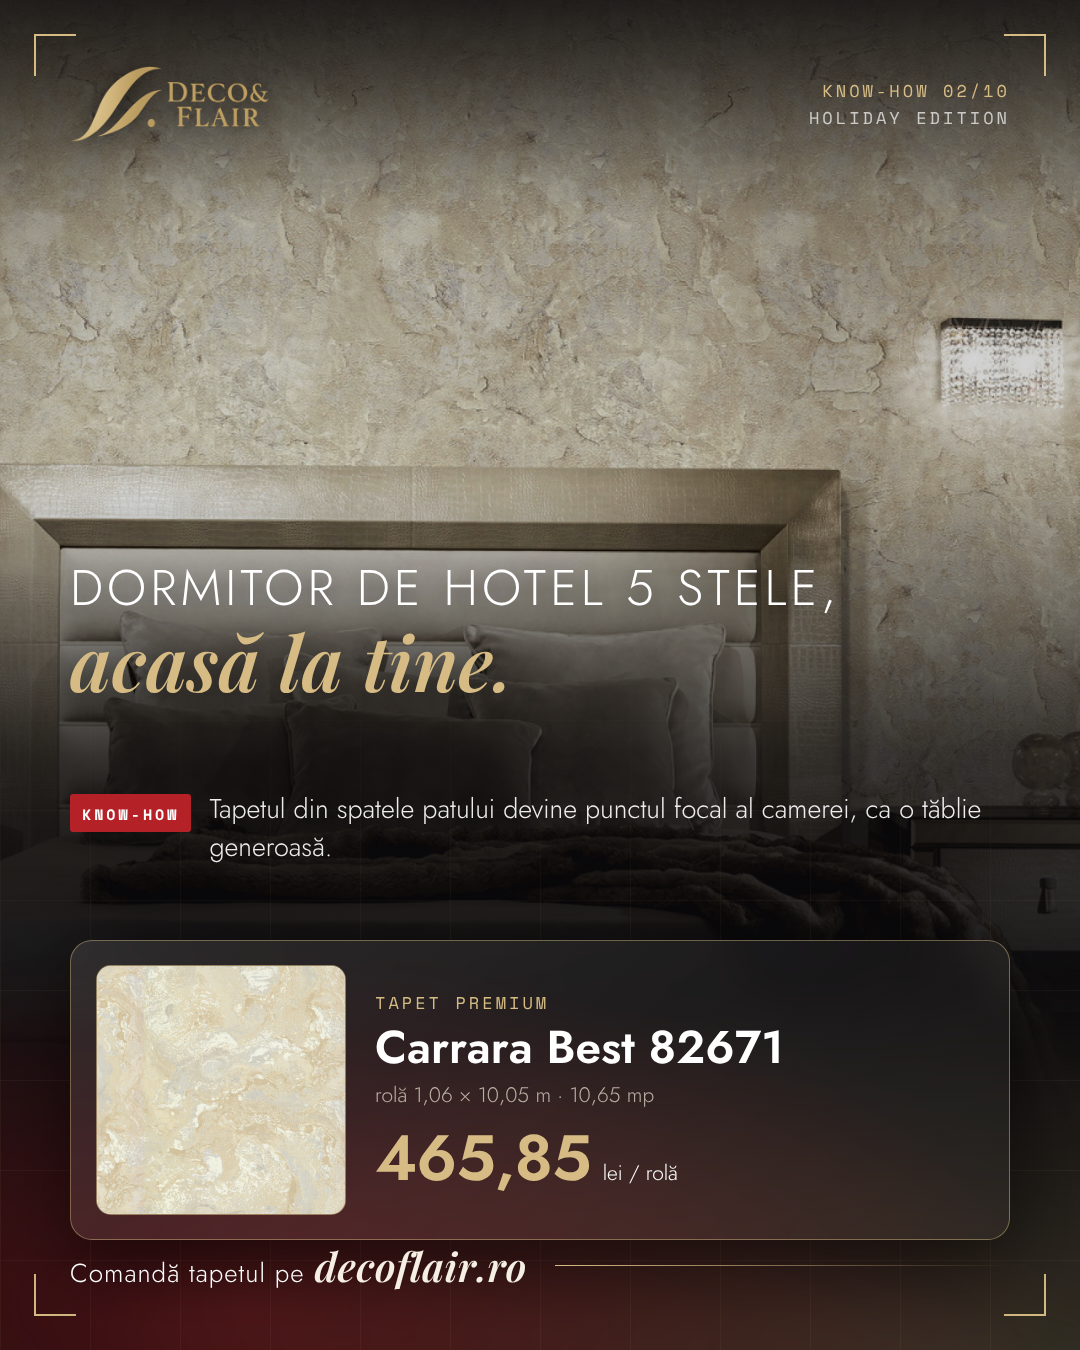 DECO&
FLAIR
KNOW-HOW 02/10
HOLIDAY EDITION
DORMITOR DE HOTEL 5 STELE,
acasă la tine.
KNOW-HOW
Tapetul din spatele patului devine punctul focal al camerei, ca o tăblie
generoasă.
TAPET PREMIUM
Carrara Best 82671
rolă 1,06 × 10,05 m · 10,65 mp
465,85 lei / rolă
Comandă tapetul pe decoflair.ro